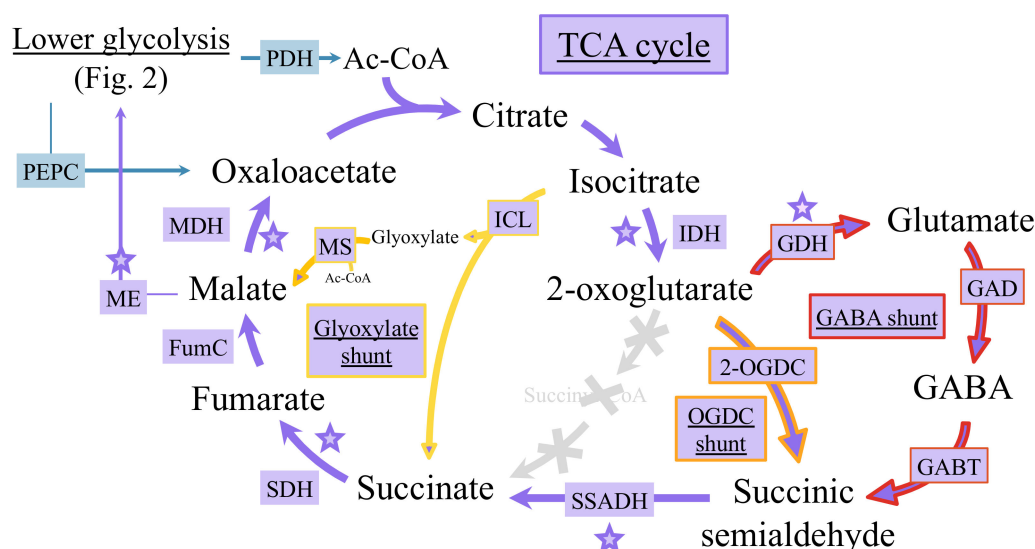 Lower glycolysis
(Fig. 2)
PDH
Ac-CoA
TCA cycle
Citrate
PEPC
Oxaloacetate
Isocitrate
MDH
MS
Glyoxylate
ICL
IDH
GDH
Glutamate
Ac-CoA
ME
Malate
2-oxoglutarate
GAD
Glyoxylate
shunt
GABA shunt
FumC
2-OGDC
Fumarate
GABA
OGDC
shunt
GABT
SDH
Succinate
SSADH
Succinic
semialdehyde